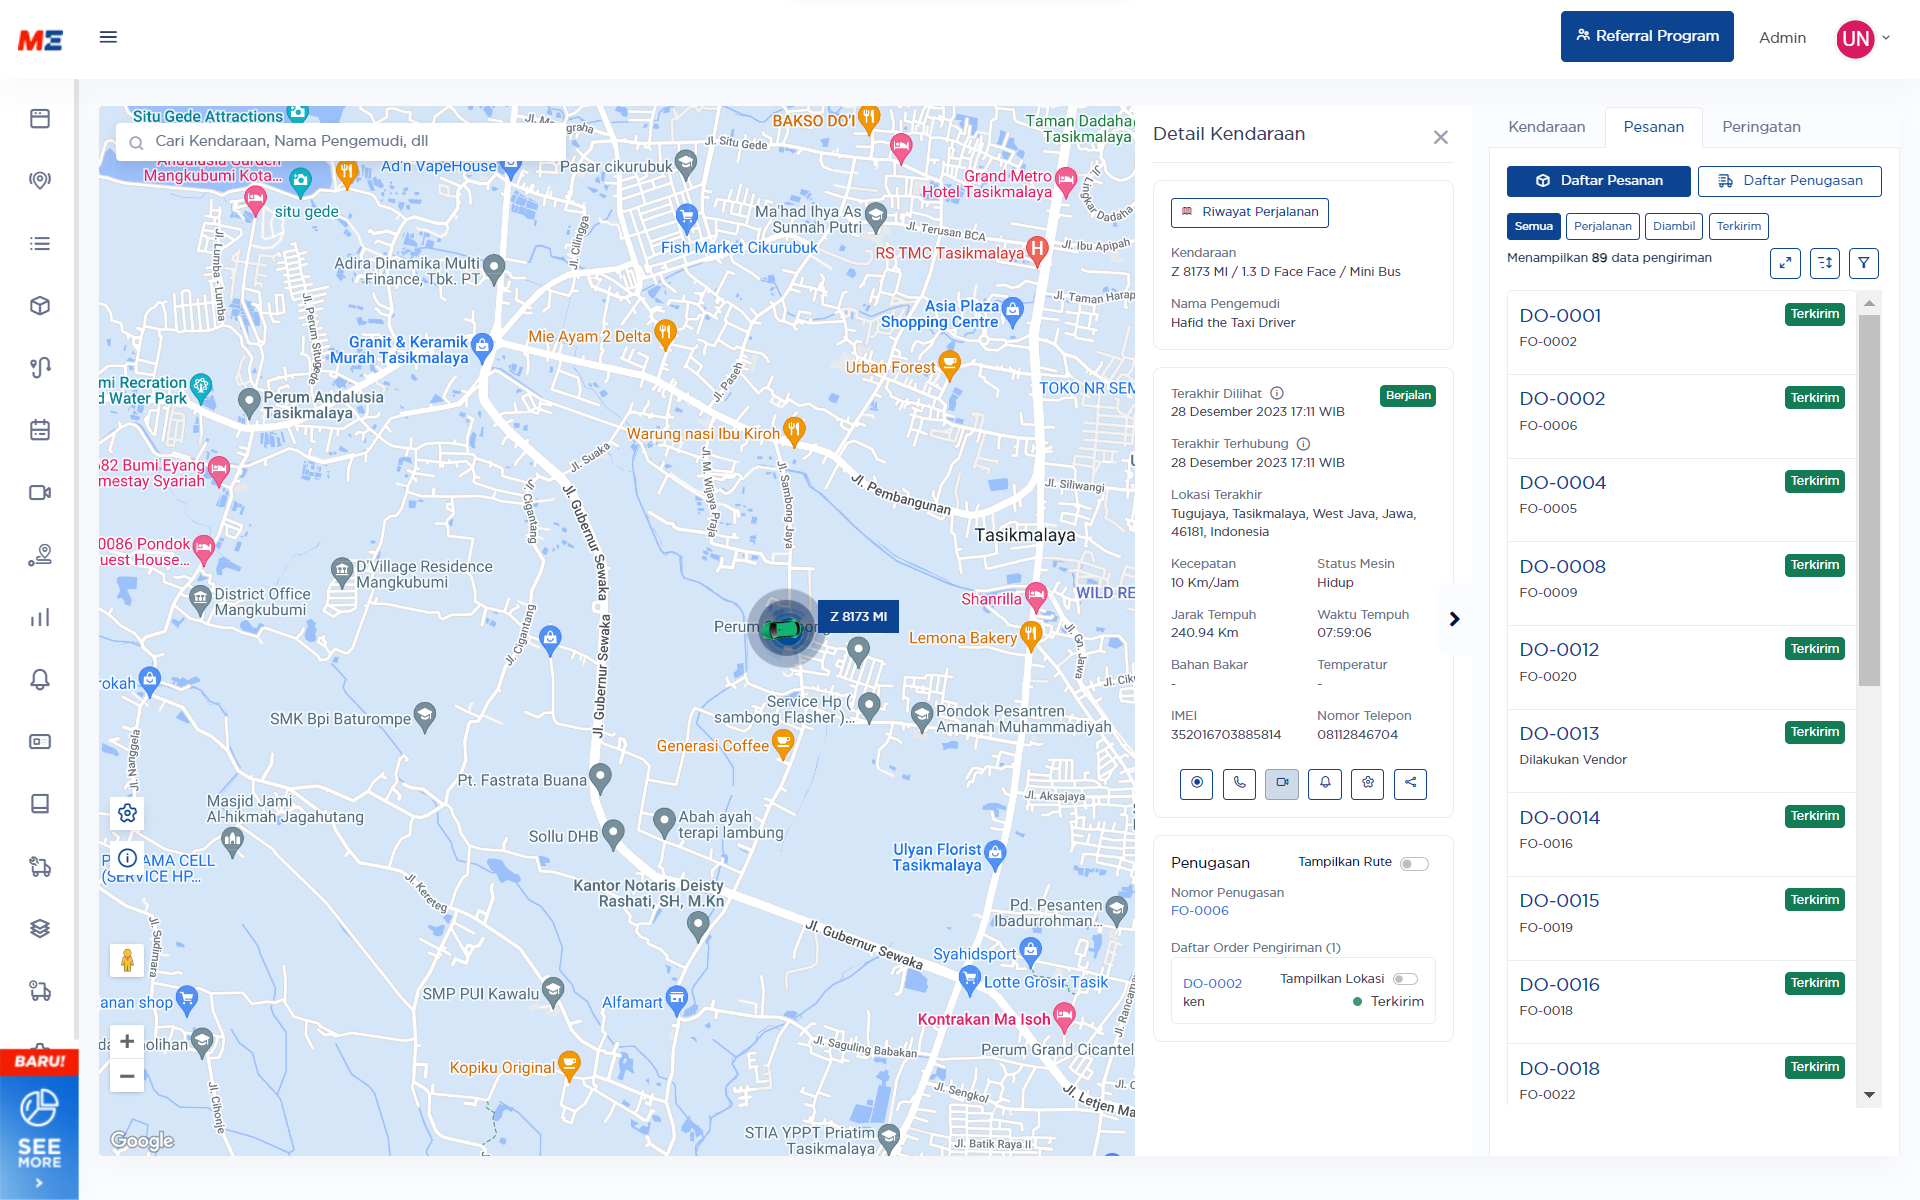 ME
Referral Program
Admin
UN
Cari Kendaraan, Nama Pengemudi, dll
Situ Gede Attractions
Mangkubumi Kota...
situ gede
Ad'n VapeHouse
Pasar cikurubuk
BAKSO DO'I
Jl. Situ Gede
Taman Dadaha
Tasikmalaya
Grand Metro
Hotel Tasikmalaya
Jl. Lingkar Dadaha
Ma'had Ihya As
Sunnah Putri
Jl. Terusan BCA
Fish Market Cikurubuk
RS TMC Tasikmalaya
Jl. Ibu Apipah
Jl. Cilingga
Jl. Lumba - Lumba
Adira Dinamika Multi
Finance, Tbk. PT
Jl. Perum Situgede
Jl. Taman Harap
Asia Plaza
Shopping Centre
Mie Ayam 2 Delta
Granit & Keramik
Murah Tasikmalaya
Urban Forest
Jl. Paseh
mi Recration
d Water Park
Perum Andalusia
Tasikmalaya
TOKO NR SEM
Warung nasi Ibu Kiroh
Jl. Suaka
682 Bumi Eyang
mestay Syariah
Jl. M. Wijaya Praja
Jl. Sambong Jaya
Jl. Pembangunan
Jl. Siliwangi
Jl. Cigantang
Jl. Gubernur Sewaka
Tasikmalaya
0086 Pondok
uest House...
D'Village Residence
Mangkubumi
District Office
Mangkubumi
Shanrilla
WILD RE
Z 8173 MI
Lemona Bakery
Jl. Cigantang
Jl. Gubernur Sewaka
Jl. Gn. Jawa
rokah
SMK Bpi Baturompe
Service Hp (
sambong Flasher )...
Pondok Pesantren
Amanah Muhammadiyah
Generasi Coffee
Jl. Nanggela
Pt. Fastrata Buana
Jl. Aksajaya
Masjid Jami
Al-hikmah Jagahutang
Abah ayah
terapi lambung
Sollu DHB
AMA CELL
(SERVICE HP...
Ulyan Florist
Tasikmalaya
Kantor Notaris Deisty
Rashati, SH, M.Kn
Jl. Kereteg
Pd. Pesanten
Ibadurrohman...
Jl. Sudimara
Jl. Gubernur Sewaka
Syahidsport
Lotte Grosir Tasik
SMP PUI Kawalu
Alfamart
anan shop
Jl. Rancamac
Kontrakan Ma Isoh
Jl. Saguling Babakan
Perum Grand Cicantel
Kopiku Original
Jl. Cihonje
Jl. Sengkol
Jl. Letjen Ma
STIA YPPT Priatim
Tasikmalaya
Jl. Batik Raya II
Google
BARU!
SEE
MORE
Detail Kendaraan
Riwayat Perjalanan
Kendaraan
Z 8173 MI / 1.3 D Face Face / Mini Bus
Nama Pengemudi
Hafid the Taxi Driver
Terakhir Dilihat
Berjalan
28 Desember 2023 17:11 WIB
Terakhir Terhubung
28 Desember 2023 17:11 WIB
Lokasi Terakhir
Tugujaya, Tasikmalaya, West Java, Jawa,
46181, Indonesia
Kecepatan Status Mesin
10 Km/Jam Hidup
Jarak Tempuh Waktu Tempuh
240.94 Km 07:59:06
Bahan Bakar Temperatur
- -
IMEI Nomor Telepon
352016703885814 08112846704
Penugasan Tampilkan Rute
Nomor Penugasan
FO-0006
Daftar Order Pengiriman (1)
DO-0002 Tampilkan Lokasi
ken Terkirim
Kendaraan Pesanan Peringatan
Daftar Pesanan Daftar Penugasan
Semua Perjalanan Diambil Terkirim
Menampilkan 89 data pengiriman
DO-0001 Terkirim
FO-0002
DO-0002 Terkirim
FO-0006
DO-0004 Terkirim
FO-0005
DO-0008 Terkirim
FO-0009
DO-0012 Terkirim
FO-0020
DO-0013 Terkirim
Dilakukan Vendor
DO-0014 Terkirim
FO-0016
DO-0015 Terkirim
FO-0019
DO-0016 Terkirim
FO-0018
DO-0018 Terkirim
FO-0022